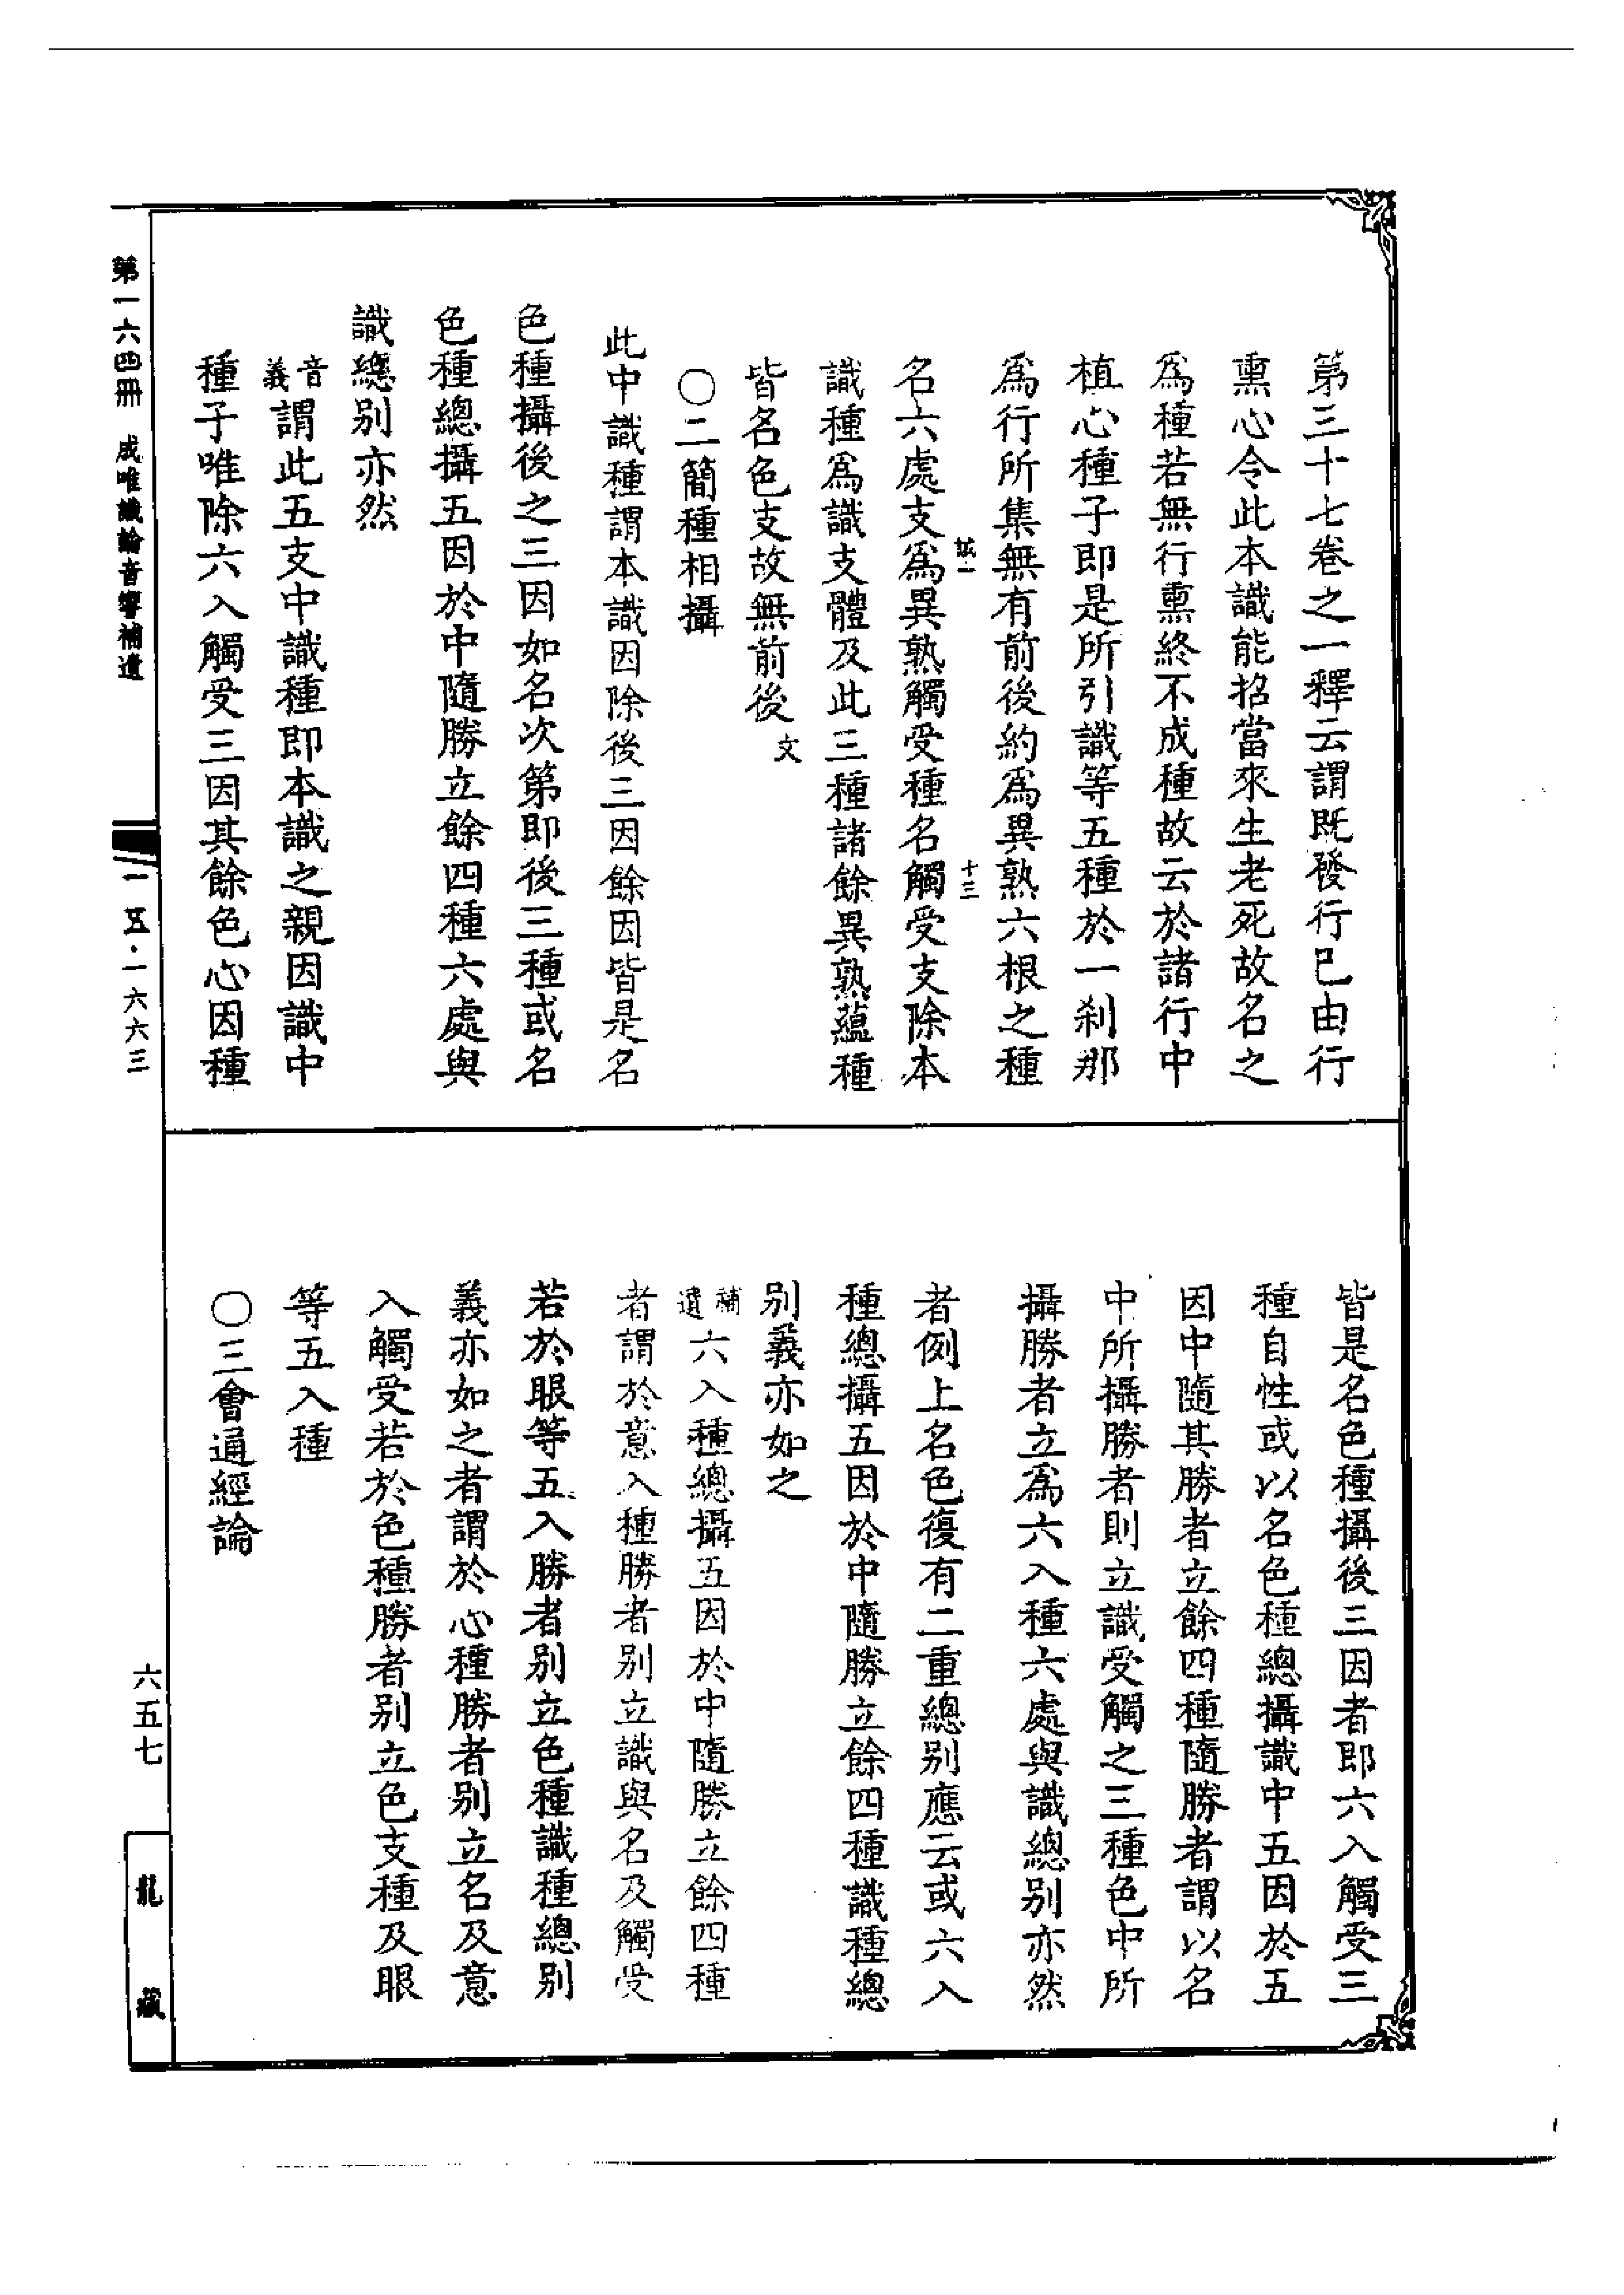 第三十七卷之一釋云謂既發行已由行
熏心令此本識能招當來生老死故名之
爲種若無行熏終不成種故云於諸行中
植心種子即是所引識等五種於一刹那
爲行所集無有前後約爲異熟六根之種
名六處支爲異熟觸受種名觸受支除本
十三
識種爲識支體及此三種諸餘異熟蘊種
皆名色支故無前後文
〇二簡種相攝
此中識種謂本識因除後三因餘因皆是名
色種攝後之三因如名次第即後三種或名
色種總攝五因於中隨勝立餘四種六處與
識總别亦然
音義謂此五支中識種即本識之親因識中
種子唯除六入觸受三因其餘色心因種
皆是名色種攝後三因者即六入觸受三
種自性或以名色種總攝識中五因於五
因中隨其勝者立餘四種隨勝者謂以名
中所攝勝者則立識受觸之三種色中所
攝勝者立爲六入種六處與識總别亦然
者例上名色復有二重總别應云或六入
種總攝五因於中隨勝立餘四種識種總
别義亦如之
補遺六入種總攝五因於中隨勝立餘四種
者謂於意入種勝者别立識與名及觸受
若於眼等五入勝者别立色種識種總别
義亦如之者謂於心種勝者别立名及意
入觸受若於色種勝者别立色支種及眼
等五入種
〇三會通經論
第一六四冊 成唯識論音響補遺
一五·一六六三
六五七
龍藏